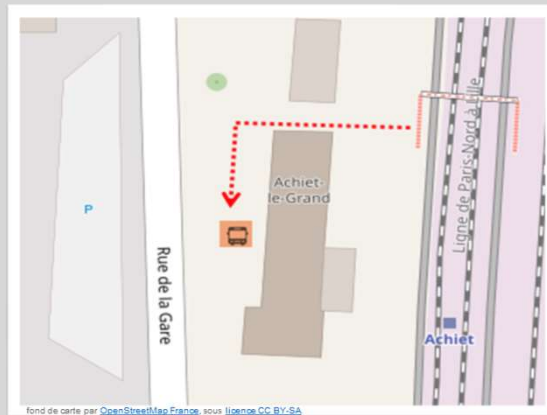 Ligne de Paris-Nord à Lille
Achiet-
le-Grand
P
Rue de la Gare
Achiet
fond de carte par OpenStreetMap France, sous licence CC BY-SA